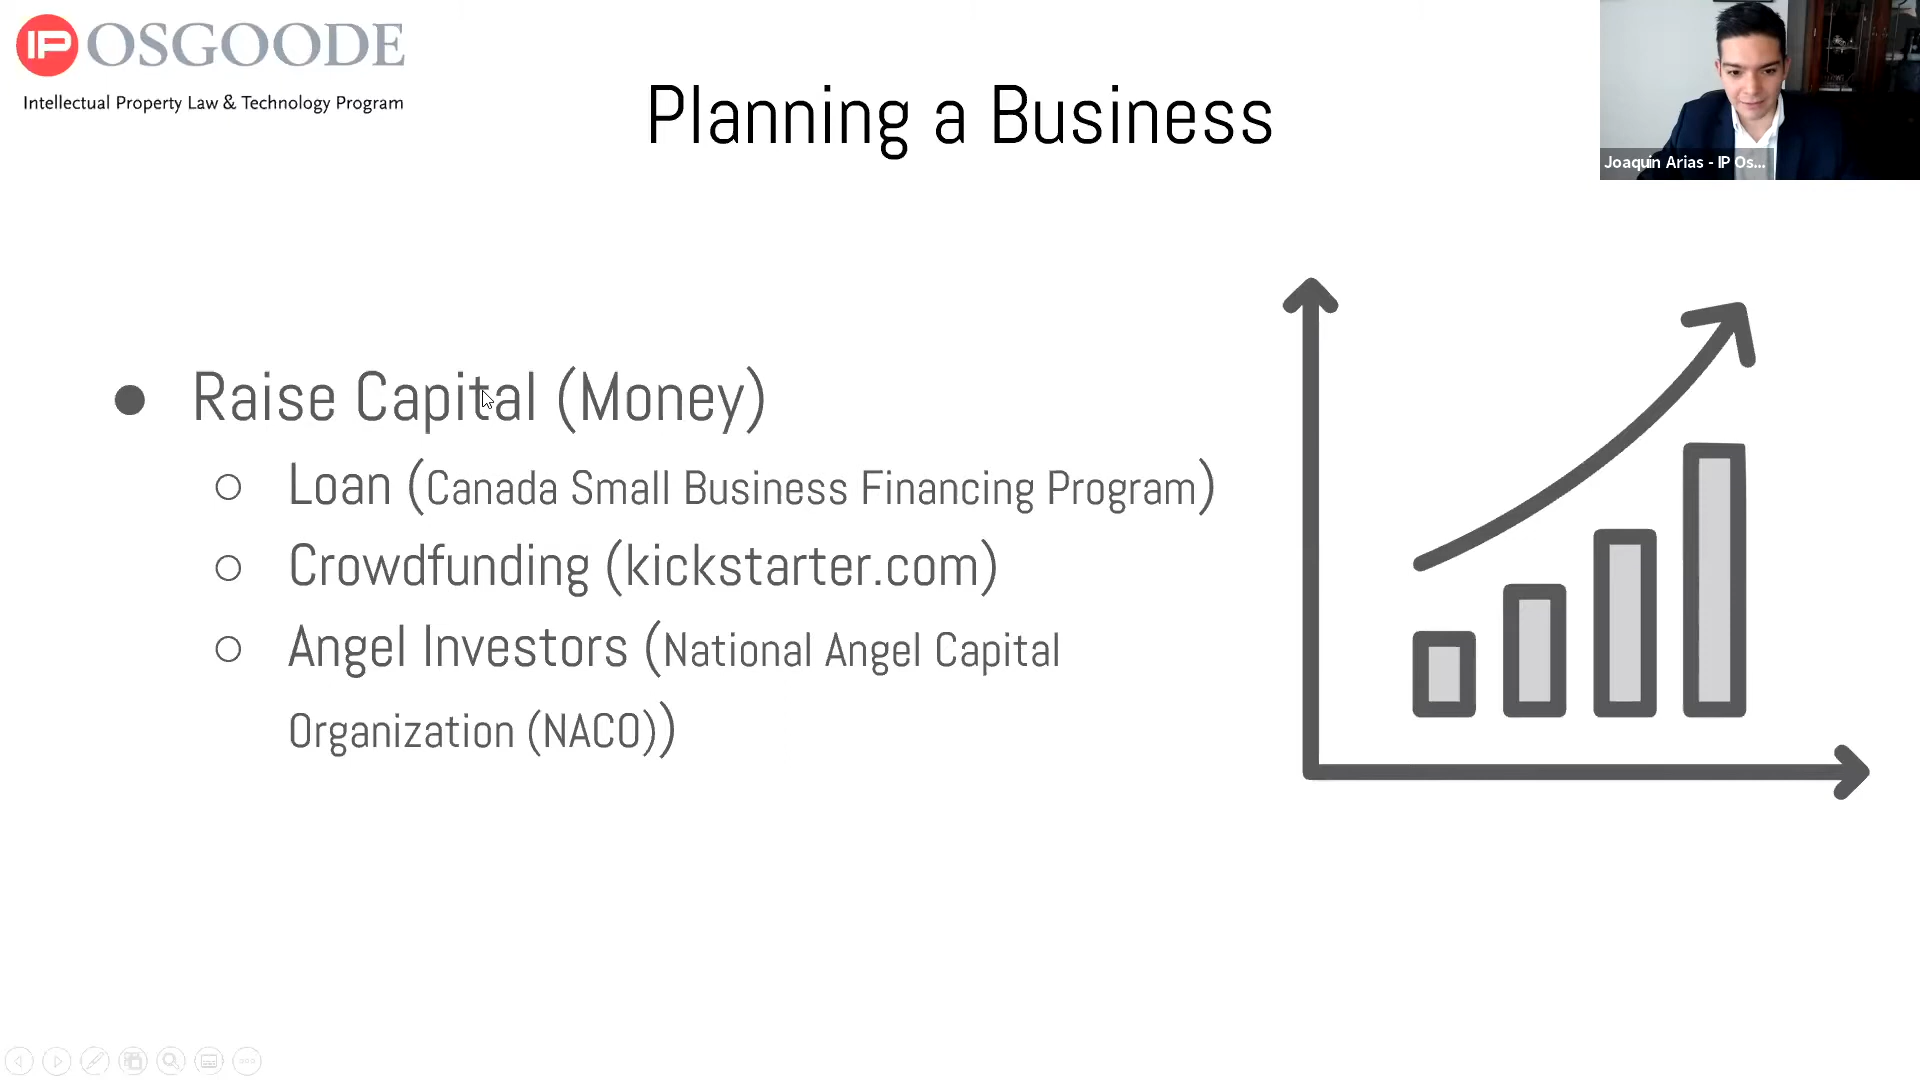 IP OSGOODE
Intellectual Property Law & Technology Program
Joaquin Arias - IP Os...
Planning a Business
● Raise Capital (Money)
○ Loan (Canada Small Business Financing Program)
○ Crowdfunding (kickstarter.com)
○ Angel Investors (National Angel Capital
Organization (NACO))